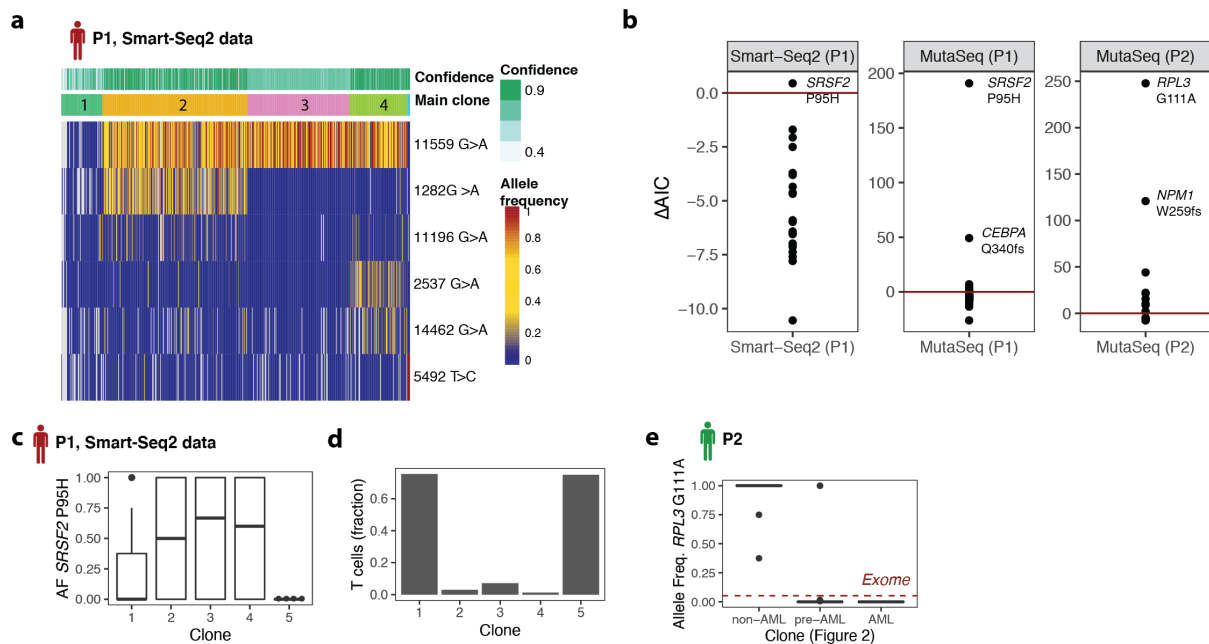 a
P1, Smart-Seq2 data
Confidence
Main clone
1 2 3 4
11559 G>A
1282G >A
11196 G>A
2537 G>A
14462 G>A
5492 T>C
Confidence
0.9
0.4
Allele
frequency
1
0.8
0.6
0.4
0.2
0
b
ΔAIC
Smart-Seq2 (P1)
0.0
−2.5
−5.0
−7.5
−10.0
SRSF2
P95H
Smart-Seq2 (P1)
MutaSeq (P1)
200
150
100
50
0
SRSF2
P95H
CEBPA
Q340fs
MutaSeq (P1)
MutaSeq (P2)
250
200
150
100
50
0
RPL3
G111A
NPM1
W259fs
MutaSeq (P2)
c
P1, Smart-Seq2 data
AF SRSF2 P95H
1.00
0.75
0.50
0.25
0.00
1 2 3 4 5
Clone
d
T cells (fraction)
0.6
0.4
0.2
0.0
1 2 3 4 5
Clone
e
P2
Allele Freq. RPL3 G111A
1.00
0.75
0.50
0.25
0.00
Exome
non−AML pre−AML AML
Clone (Figure 2)